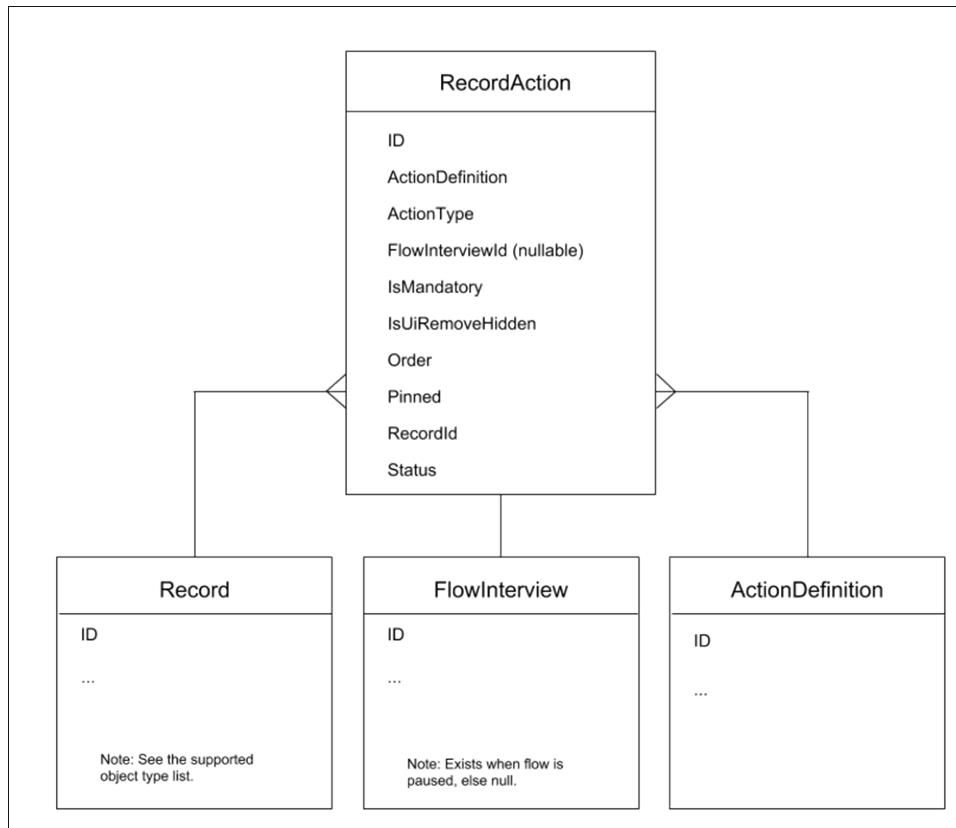 RecordAction
ID
ActionDefinition
ActionType
FlowInterviewId (nullable)
IsMandatory
IsUiRemoveHidden
Order
Pinned
RecordId
Status
Record
ID
...
Note: See the supported
object type list.
FlowInterview
ID
...
Note: Exists when flow is
paused, else null.
ActionDefinition
ID
...